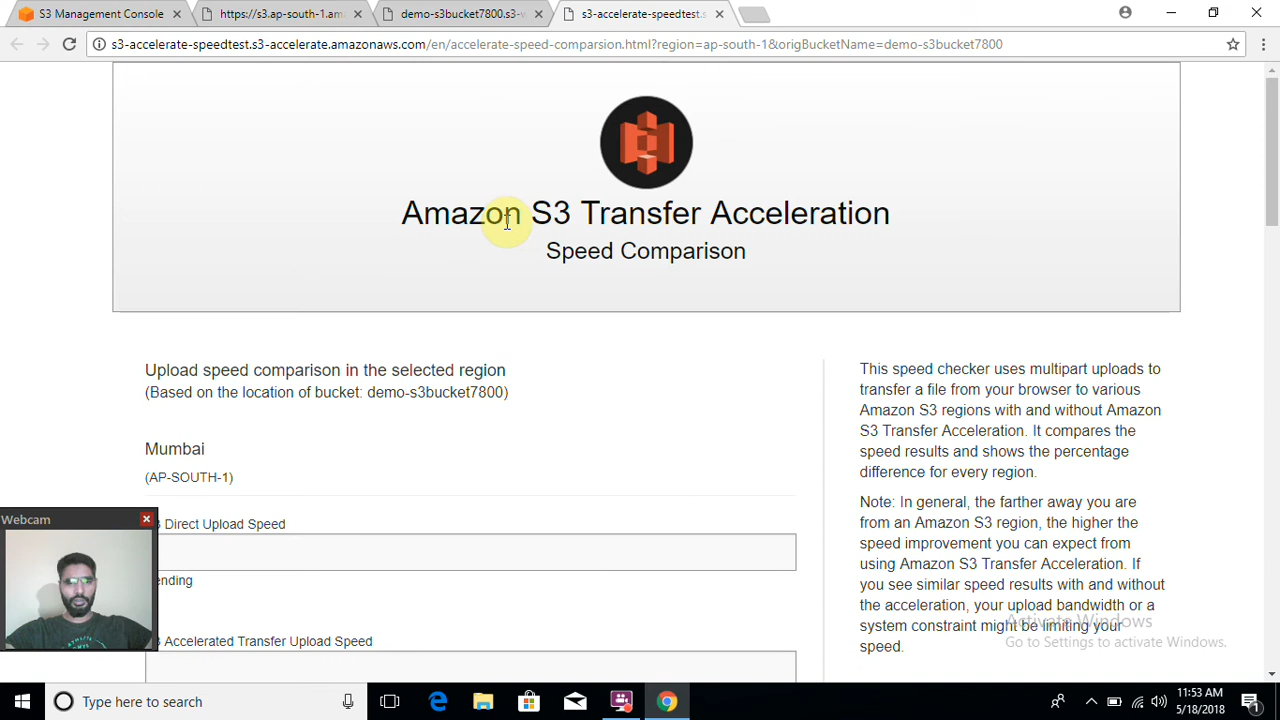 S3 Management Console
https://s3.ap-south-1.am
demo-s3bucket7800.s3-
s3-accelerate-speedtest.
s3-accelerate-speedtest.s3-accelerate.amazonaws.com/en/accelerate-speed-comparsion.html?region=ap-south-1&origBucketName=demo-s3bucket7800
Amazon S3 Transfer Acceleration
Speed Comparison
Upload speed comparison in the selected region
(Based on the location of bucket: demo-s3bucket7800)
Mumbai
(AP-SOUTH-1)
Direct Upload Speed
ending
Accelerated Transfer Upload Speed
This speed checker uses multipart uploads to
transfer a file from your browser to various
Amazon S3 regions with and without Amazon
S3 Transfer Acceleration. It compares the
speed results and shows the percentage
difference for every region.
Note: In general, the farther away you are
from an Amazon S3 region, the higher the
speed improvement you can expect from
using Amazon S3 Transfer Acceleration. If
you see similar speed results with and without
the acceleration, your upload bandwidth or a
system constraint might be limiting your
speed.
Activate Windows
Go to Settings to activate Windows.
Webcam
Type here to search
11:53 AM
5/18/2018
1